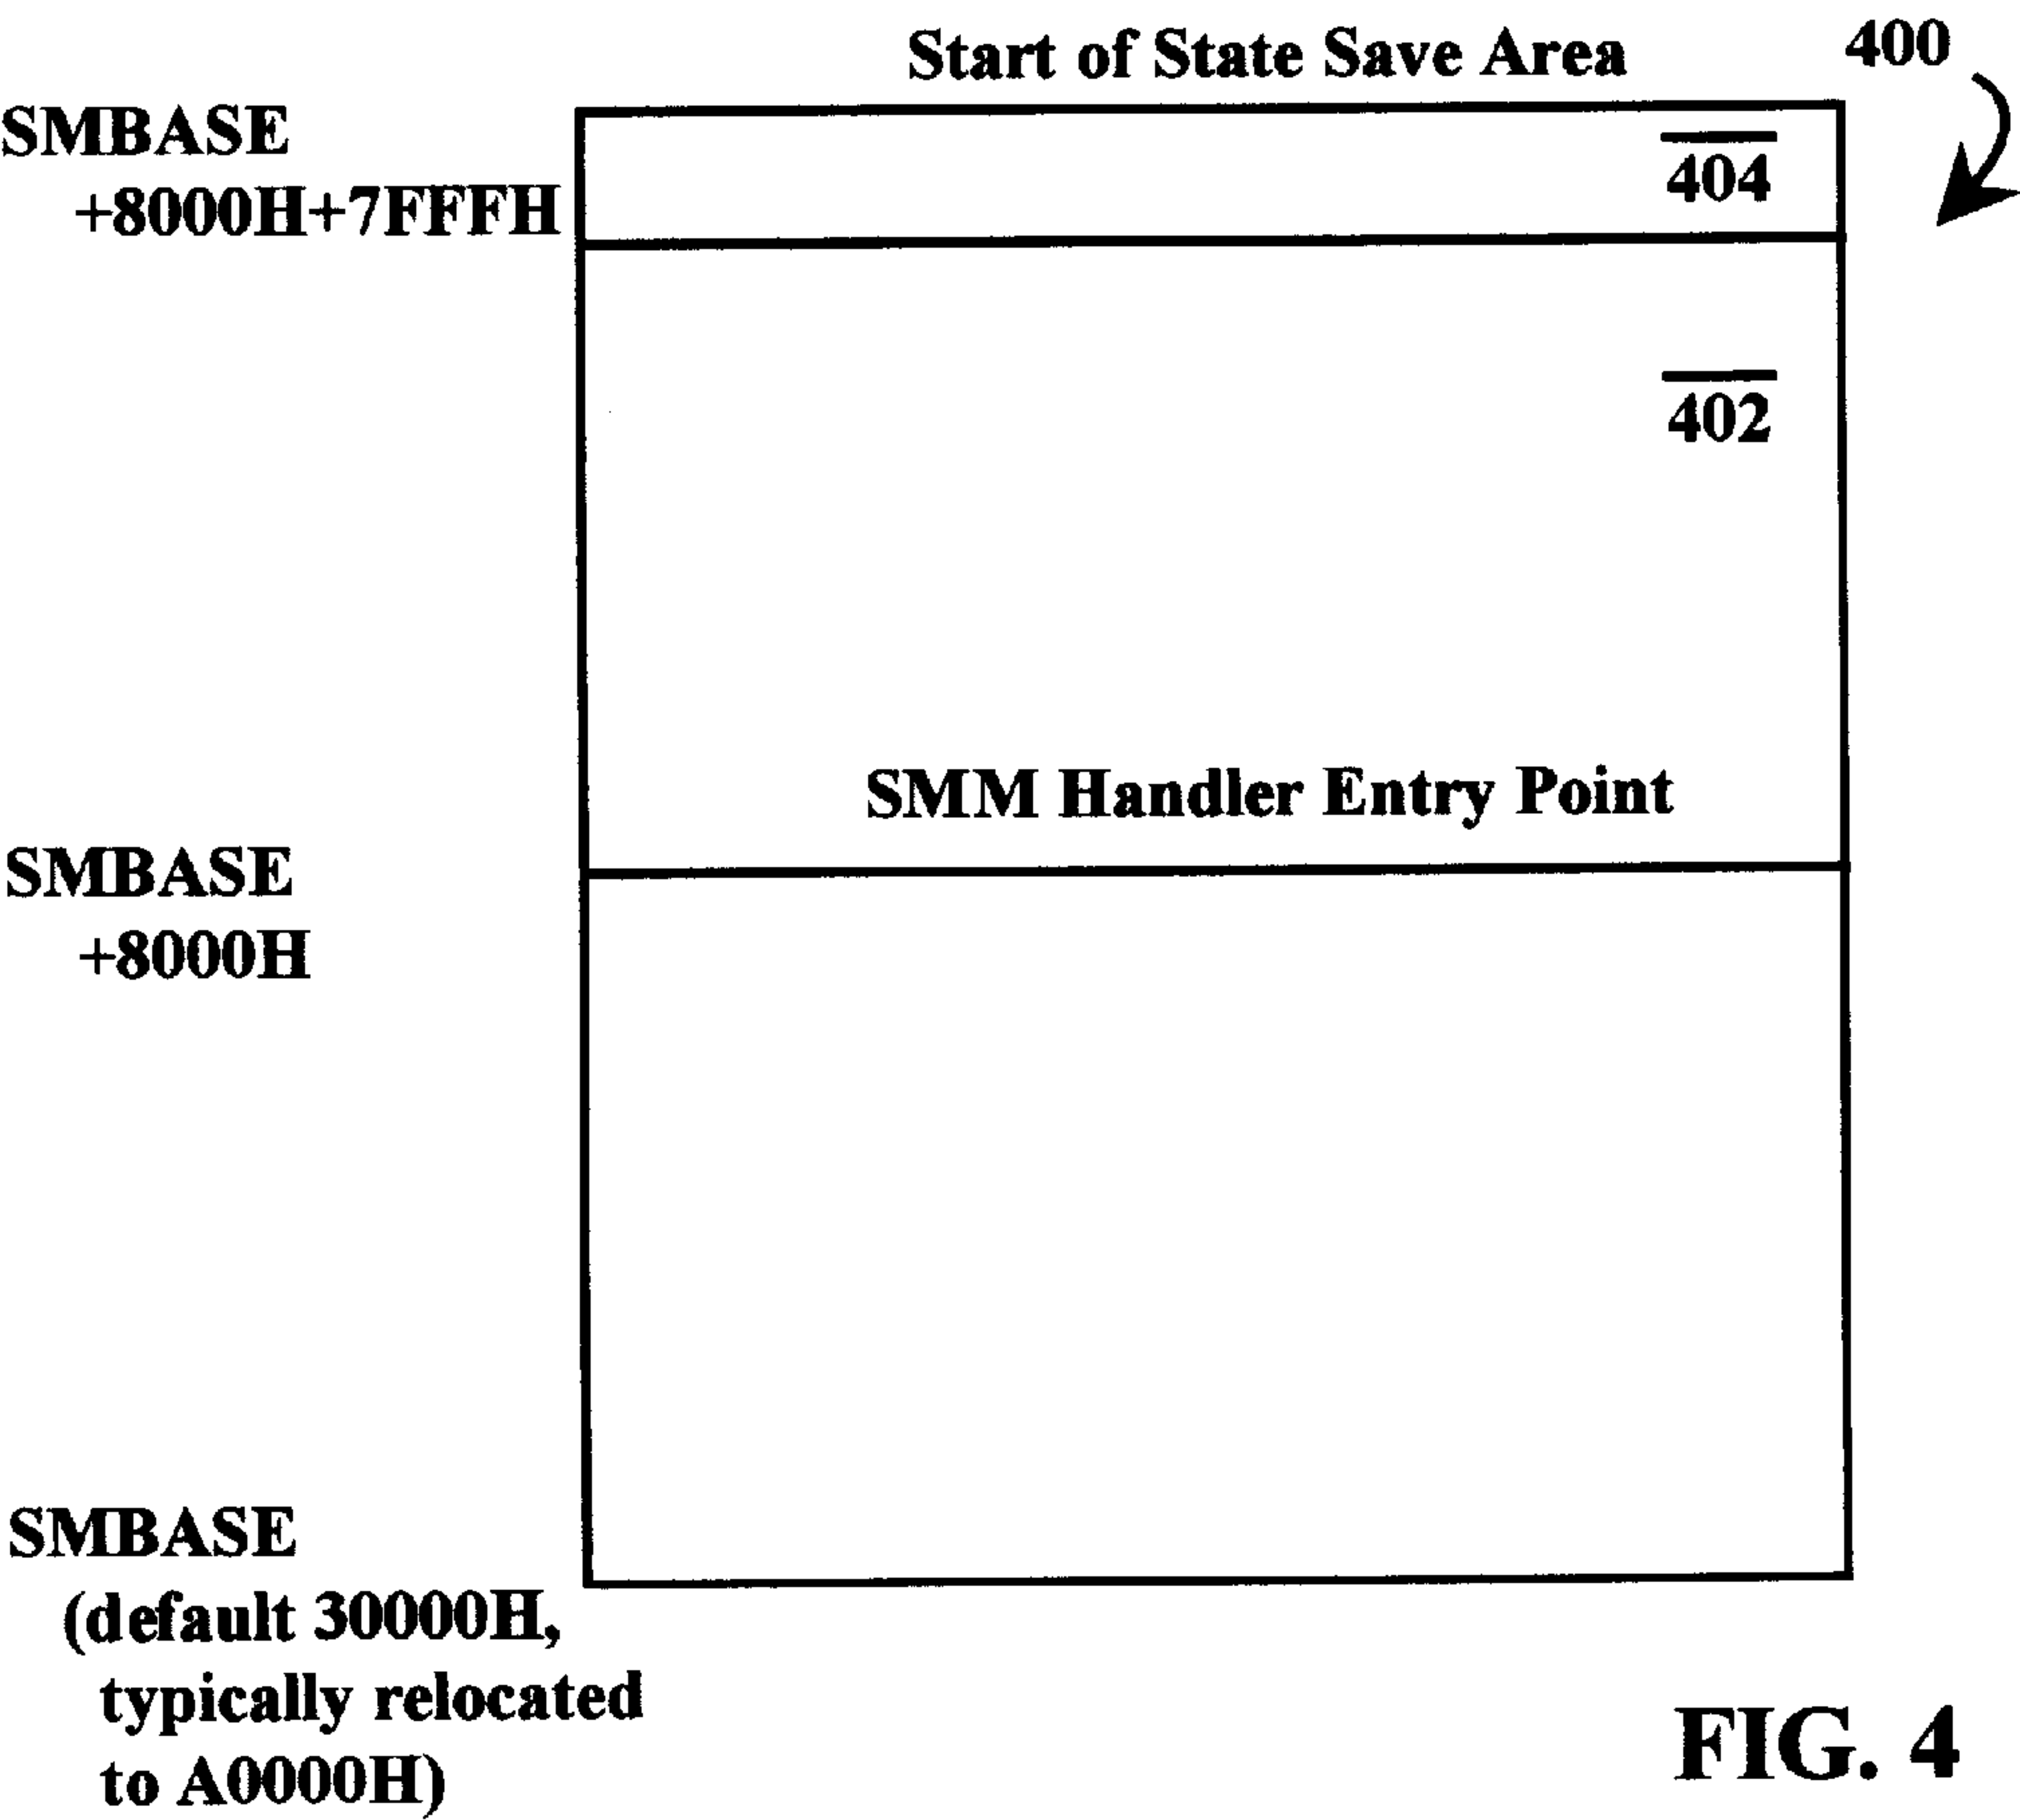 Start of State Save Area
400
SMBASE
+8000H+7FFFH
404
402
SMM Handler Entry Point
SMBASE
+8000H
SMBASE
(default 30000H,
typically relocated
to A0000H)
FIG. 4